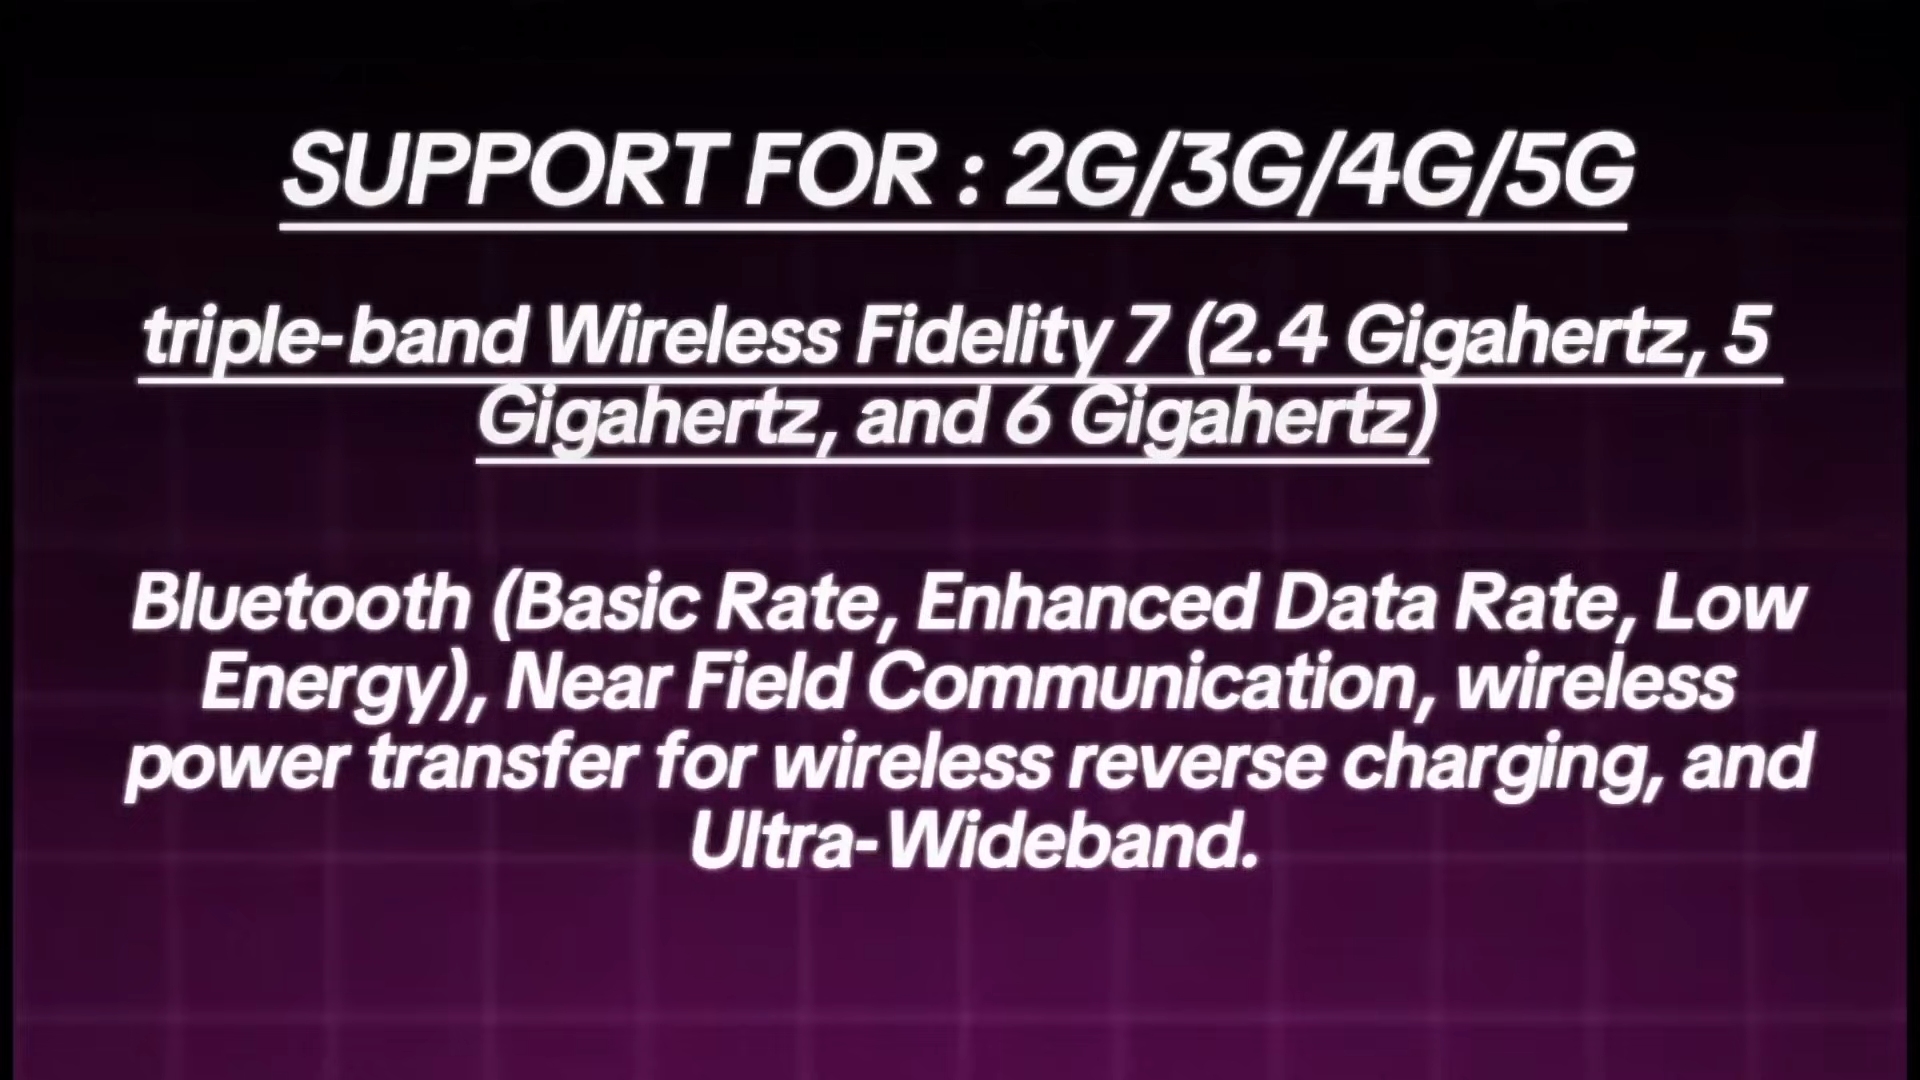 SUPPORT FOR : 2G/3G/4G/5G
triple-band Wireless Fidelity 7 (2.4 Gigahertz, 5
Gigahertz, and 6 Gigahertz)
Bluetooth (Basic Rate, Enhanced Data Rate, Low
Energy), Near Field Communication, wireless
power transfer for wireless reverse charging, and
Ultra-Wideband.